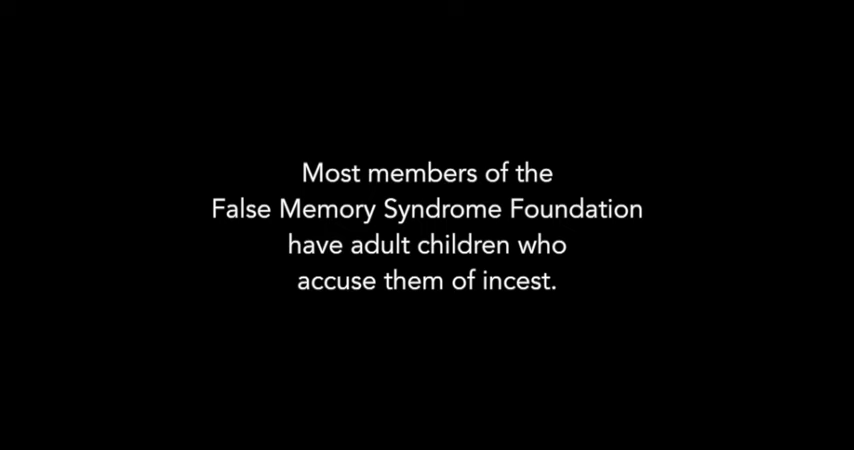 Most members of the
False Memory Syndrome Foundation
have adult children who
accuse them of incest.